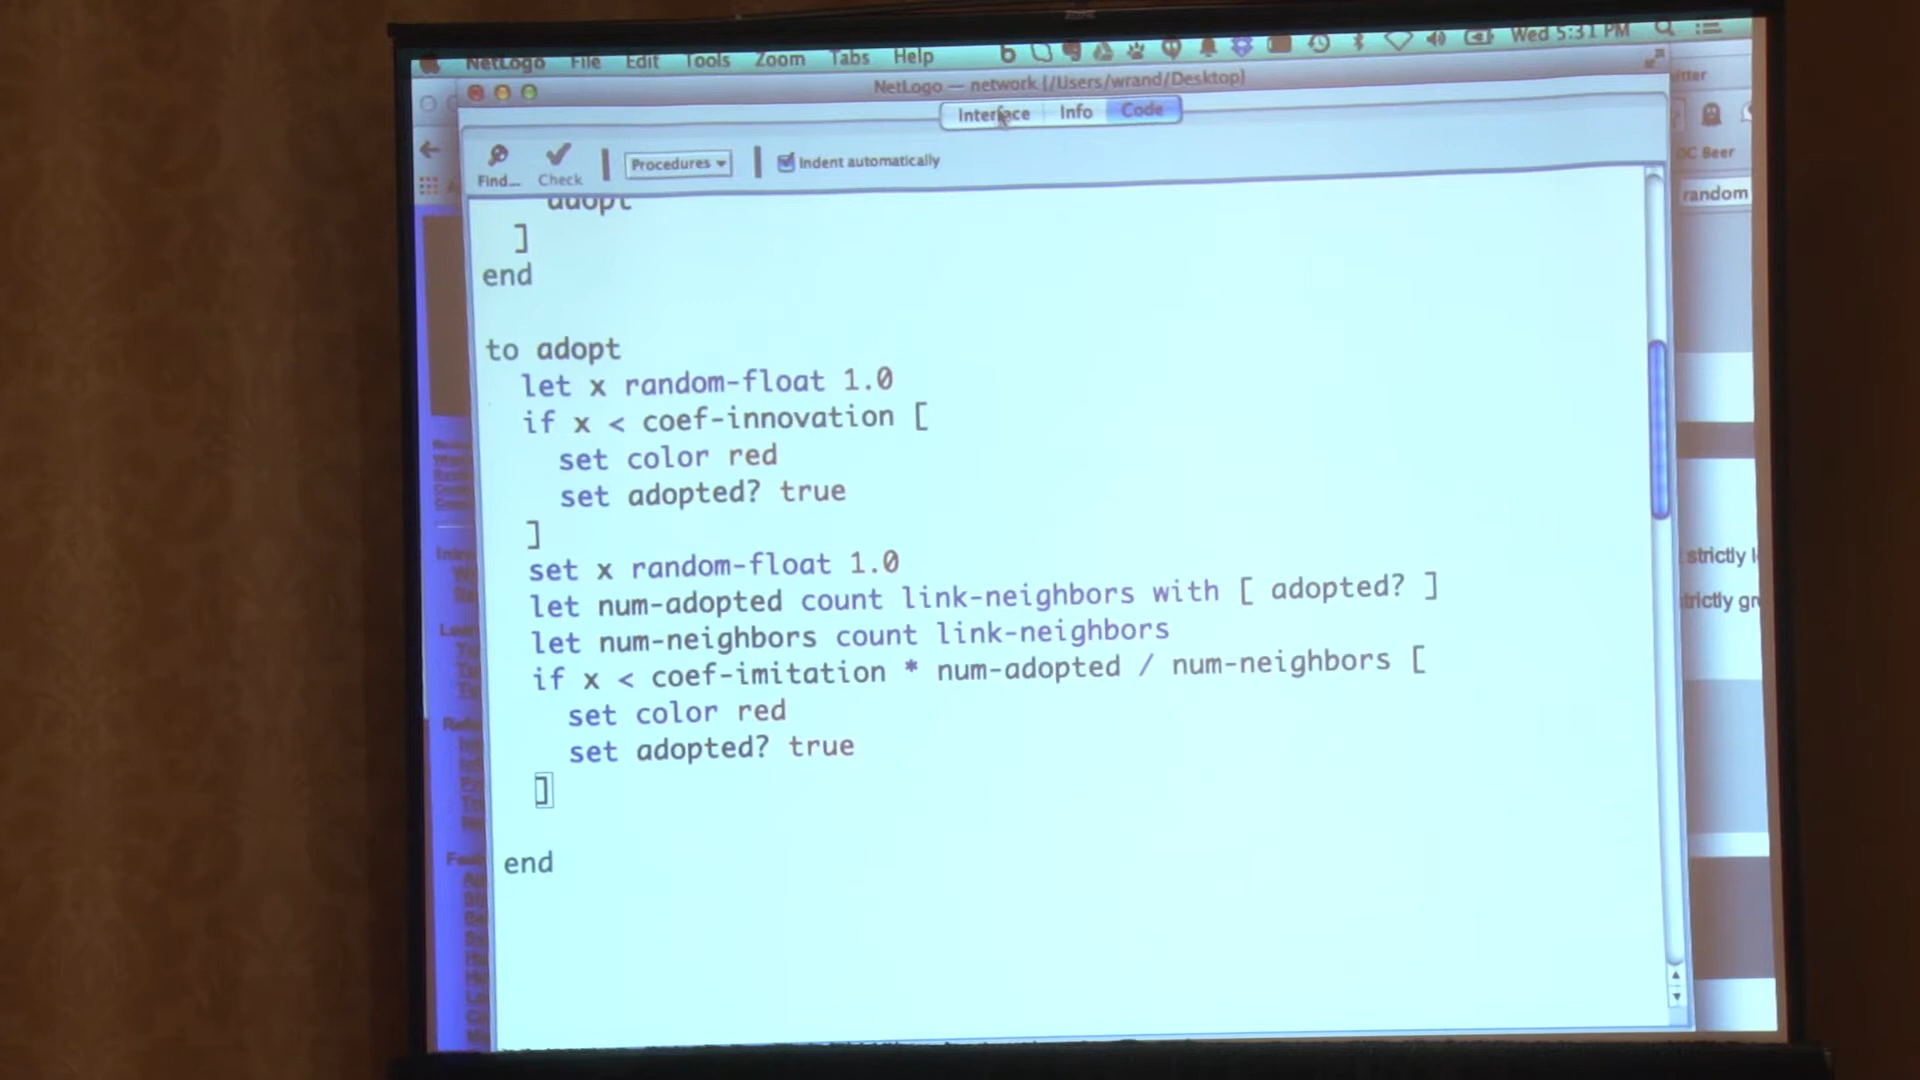 NetLogo File Edit Tools Zoom Tabs Help Wed 5:31 PM
NetLogo — network {/Users/wrand/Desktop}
Interface Info Code
Find... Check Procedures Indent automatically
adopt
]
end
to adopt
let x random-float 1.0
if x < coef-innovation [
set color red
set adopted? true
]
set x random-float 1.0
let num-adopted count link-neighbors with [ adopted? ]
let num-neighbors count link-neighbors
if x < coef-imitation * num-adopted / num-neighbors [
set color red
set adopted? true
]
end
Beer
random
strictly